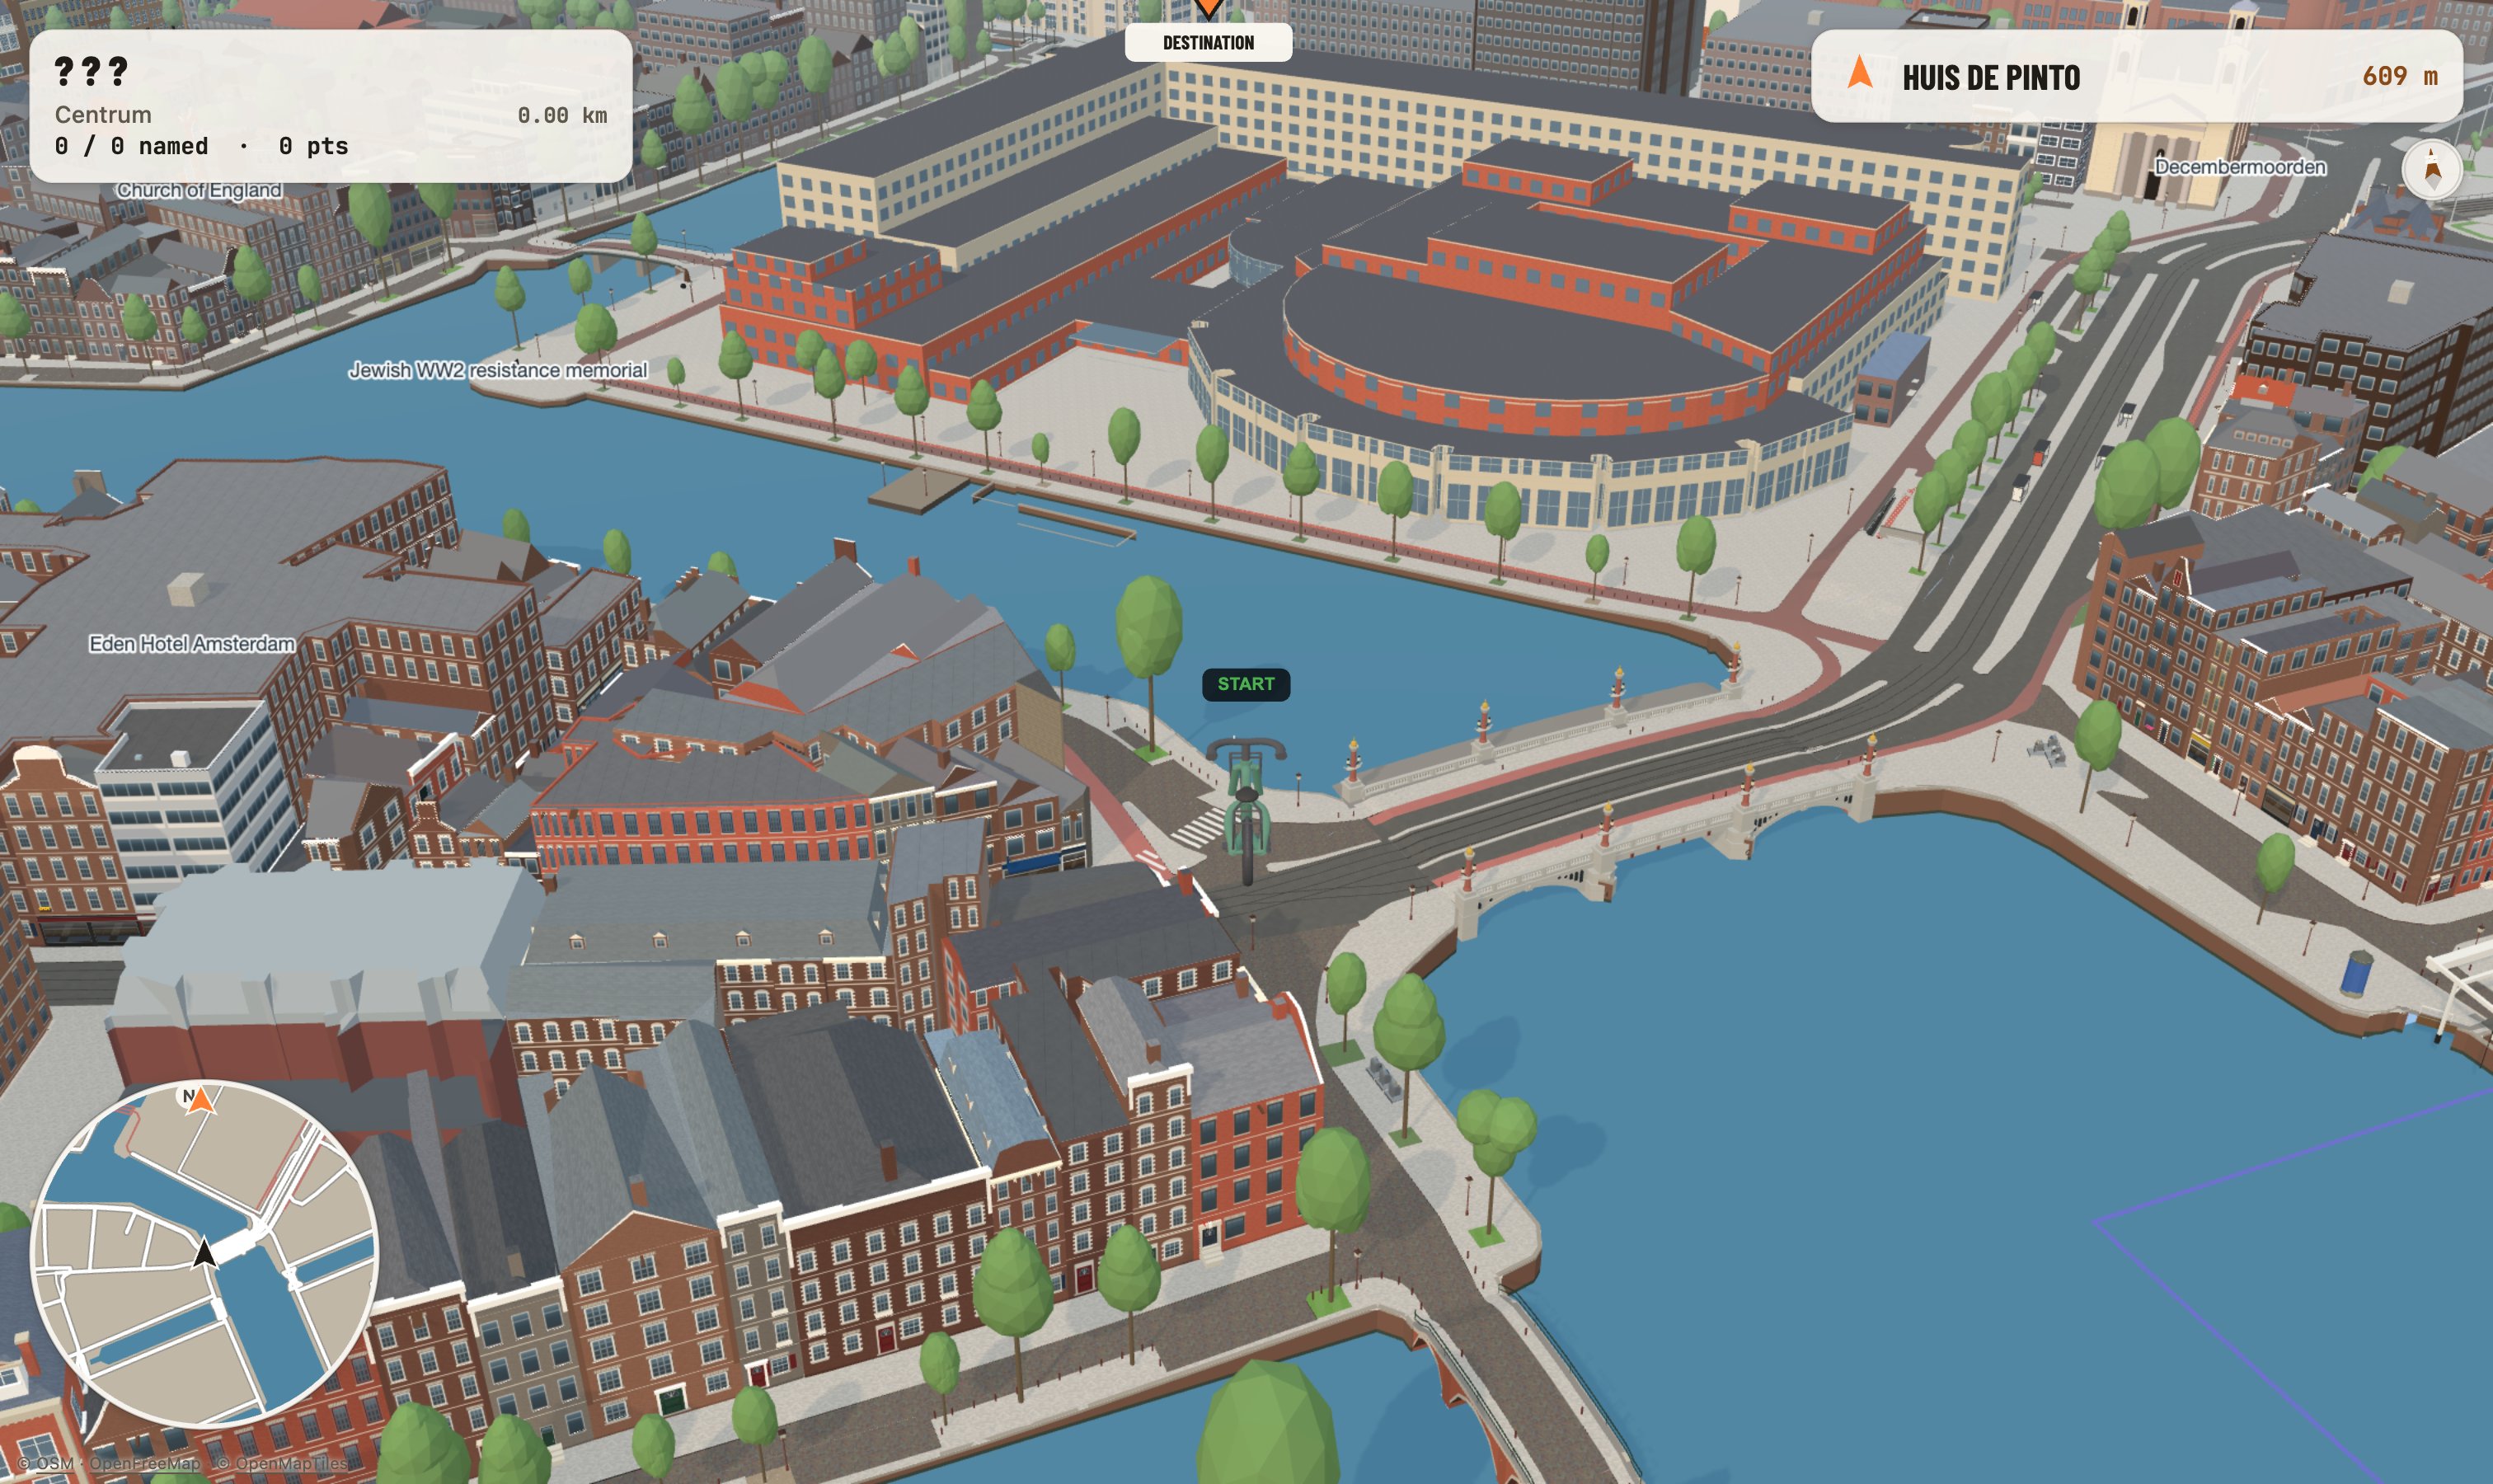 DESTINATION
???
Centrum 0.00 km
0 / 0 named · 0 pts
HUIS DE PINTO 609 m
Church of England
Decembermoorden
Jewish WW2 resistance memorial
Eden Hotel Amsterdam
START
N
© OSM · OpenFreeMap · © OpenMapTiles